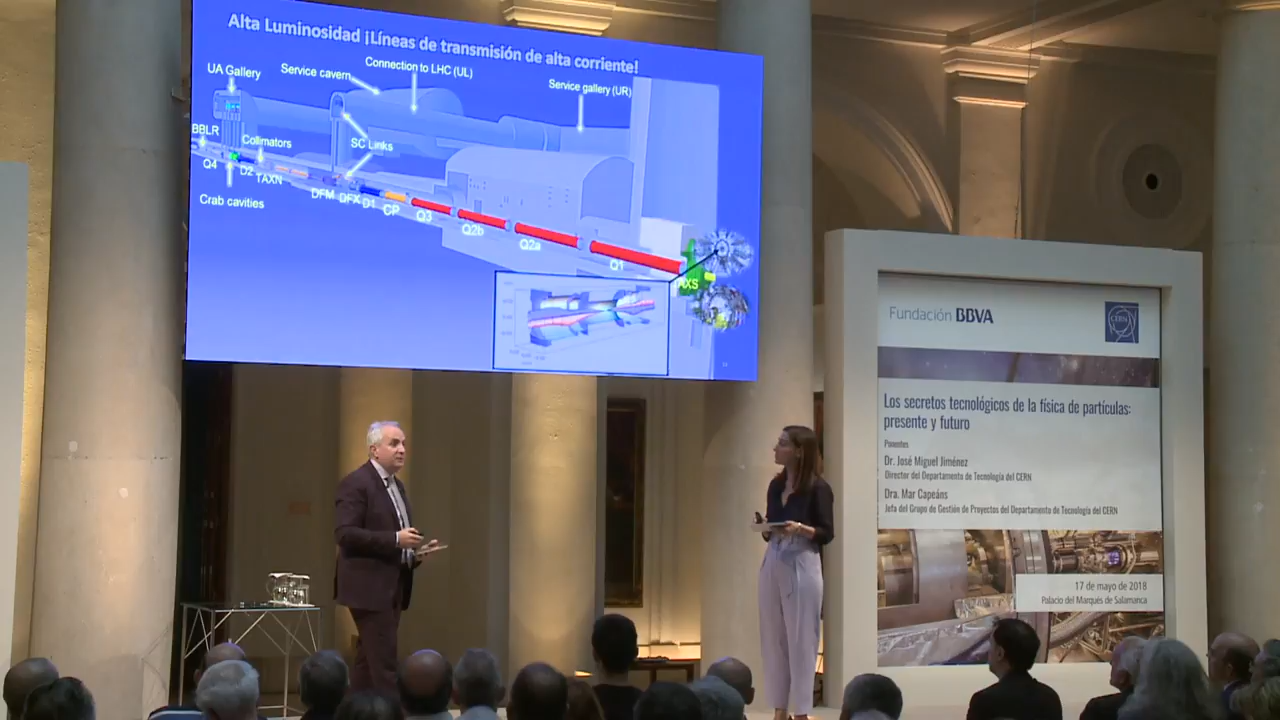 Alta Luminosidad ¡Líneas de transmisión de alta corriente!
UA Gallery
Service cavern
Connection to LHC (UL)
Service gallery (UR)
BBLR
Collimators
SC Links
Q4
D2
TAXN
Crab cavities
DFM
DFX
D1
CP
Q3
Q2b
Q2a
Q1
TAXS
Fundación BBVA
CERN
Los secretos tecnológicos de la física de partículas:
presente y futuro
Ponentes
Dr. José Miguel Jiménez
Director del Departamento de Tecnología del CERN
Dra. Mar Capeáns
Jefa del Grupo de Gestión de Proyectos del Departamento de Tecnología del CERN
17 de mayo de 2018
Palacio del Marqués de Salamanca